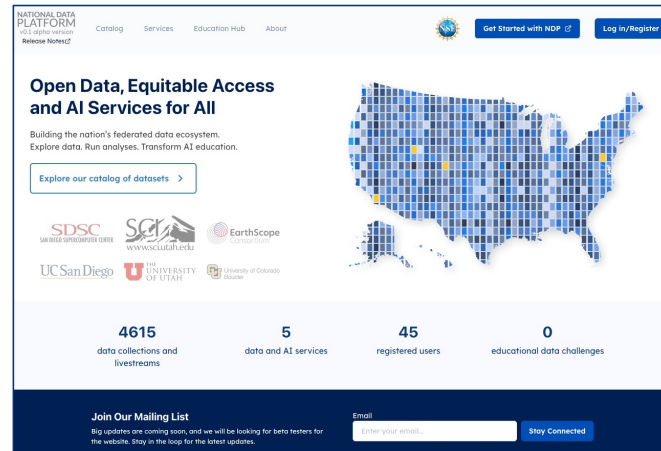 NATIONAL DATA
PLATFORM
v0.1 alpha version
Release Notes
Catalog
Services
Education Hub
About
NSF
Get Started with NDP
Log in/Register
Open Data, Equitable Access
and AI Services for All
Building the nation's federated data ecosystem.
Explore data. Run analyses. Transform AI education.
Explore our catalog of datasets >
SDSC
SAN DIEGO SUPERCOMPUTER CENTER
SCI
www.sci.utah.edu
EarthScope
Consortium
UC San Diego
THE
UNIVERSITY
OF UTAH
University of Colorado
Boulder
4615
data collections and
livestreams
5
data and AI services
45
registered users
0
educational data challenges
Join Our Mailing List
Big updates are coming soon, and we will be looking for beta testers for
the website. Stay in the loop for the latest updates.
Email
Enter your email...
Stay Connected